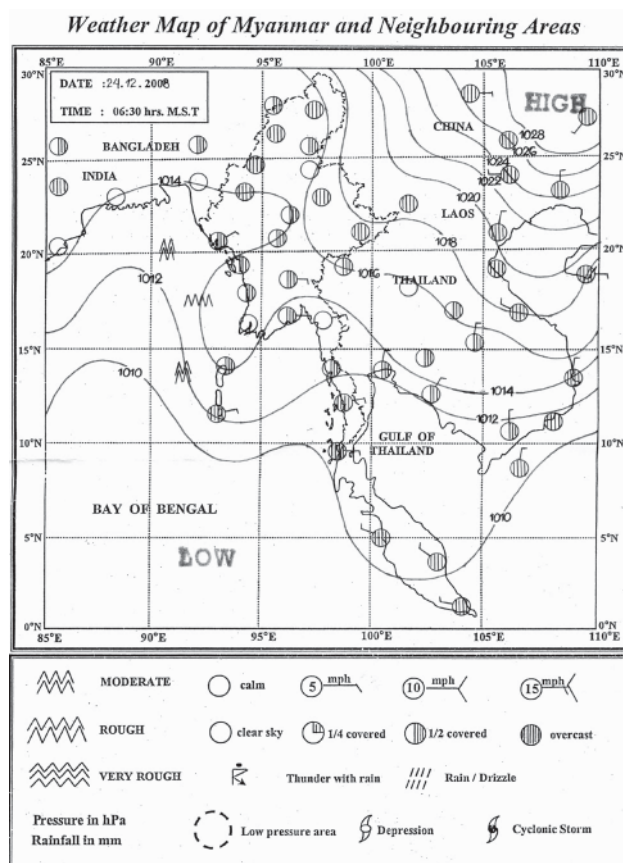 Weather Map of Myanmar and Neighbouring Areas
30°N 85°E 90°E 95°E 100°E 105°E 110°E 30°N
DATE : 24.12.2008
TIME : 06:30 hrs. M.S.T
HIGH
CHINA
1028
1026
1024
1022
1020
BANGLADESH
25°N 25°N
INDIA
1014
LAOS
1018
20°N 20°N
1016
THAILAND
1012
15°N 15°N
1010
1014
1012
GULF OF
THAILAND
10°N 10°N
1010
BAY OF BENGAL
5°N 5°N
LOW
0°N 0°N
85°E 90°E 95°E 100°E 105°E 110°E
MODERATE calm 5 mph 10 mph 15 mph
ROUGH clear sky 1/4 covered 1/2 covered overcast
VERY ROUGH Thunder with rain Rain / Drizzle
Pressure in hPa
Rainfall in mm
Low pressure area Depression Cyclonic Storm